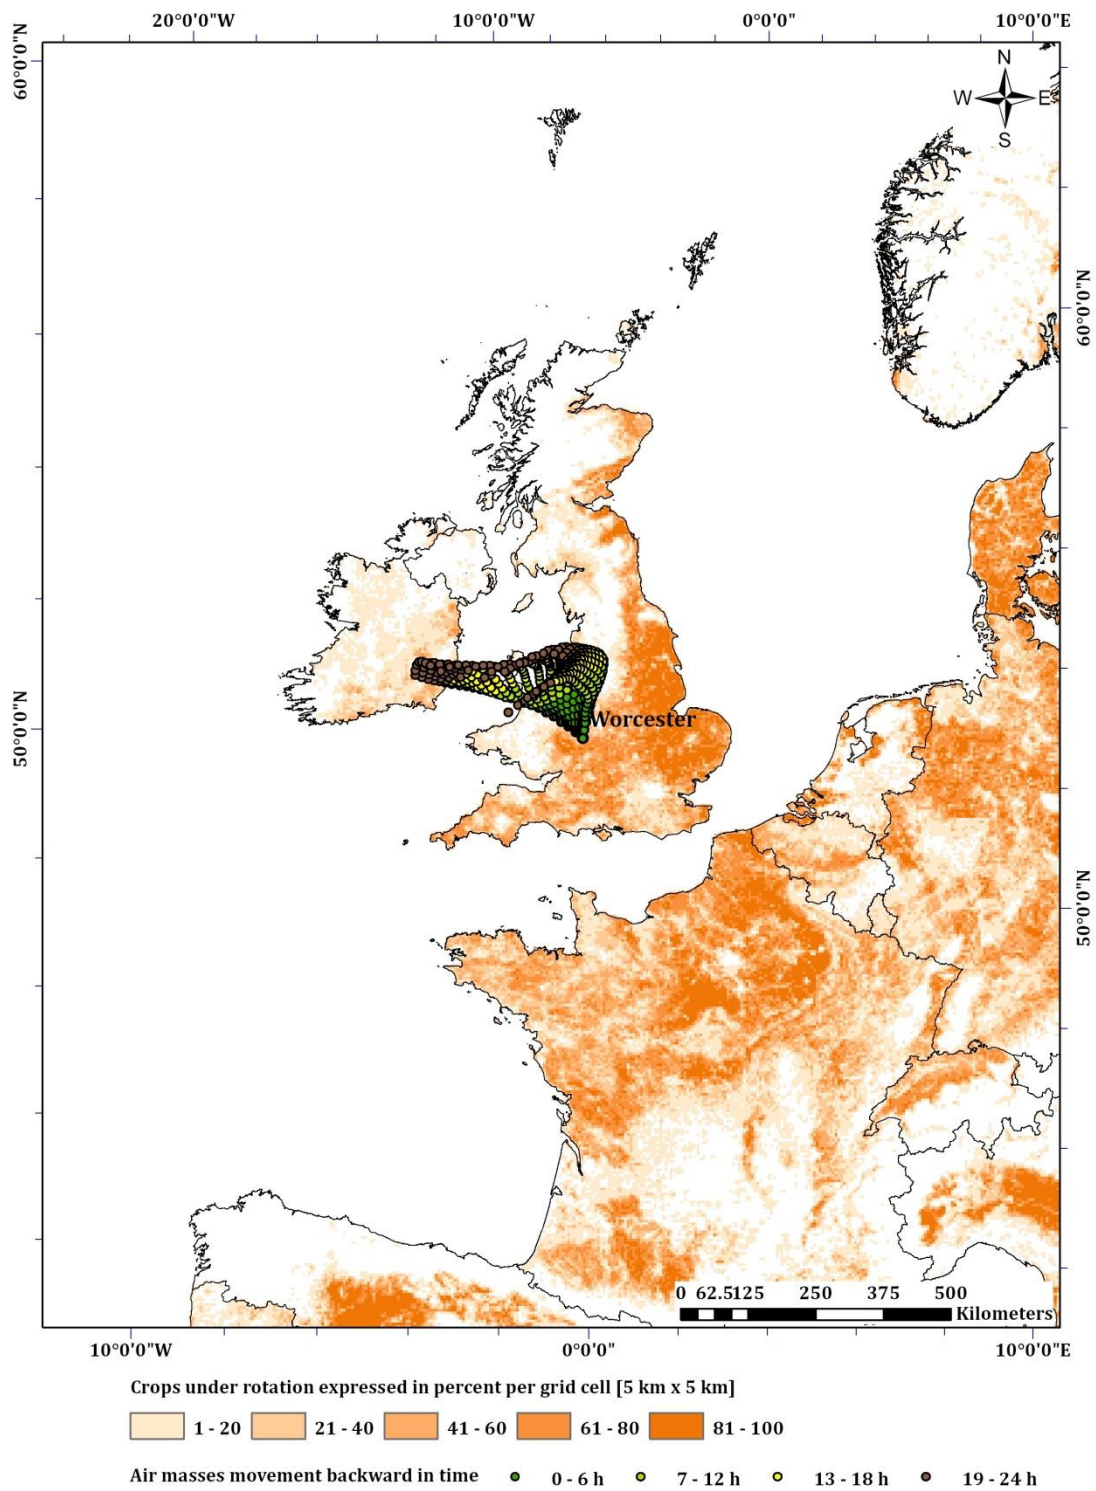 20°0'0"W 10°0'0"W 0°0'0" 10°0'0"E
60°0'0"N
N
W E
S
60°0'0"N
Worcester
50°0'0"N
50°0'0"N
0 62.5125 250 375 500
Kilometers
10°0'0"W 0°0'0" 10°0'0"E
Crops under rotation expressed in percent per grid cell [5 km x 5 km]
1 - 20 21 - 40 41 - 60 61 - 80 81 - 100
Air masses movement backward in time 0 - 6 h 7 - 12 h 13 - 18 h 19 - 24 h